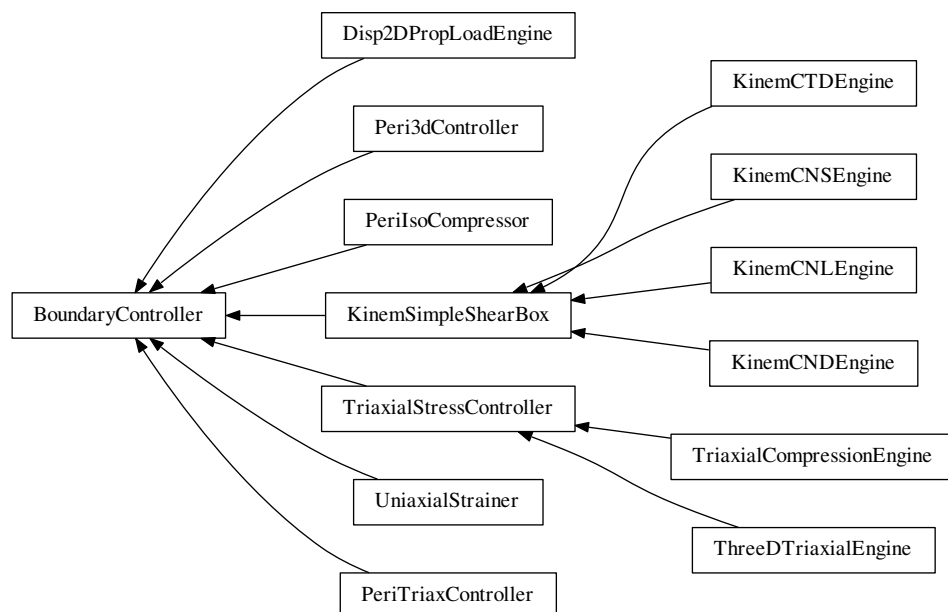 Disp2DPropLoadEngine
KinemCTDEngine
Peri3dController
KinemCNSEngine
PeriIsoCompressor
KinemCNLEngine
BoundaryController
KinemSimpleShearBox
KinemCNDEngine
TriaxialStressController
TriaxialCompressionEngine
UniaxialStrainer
ThreeDTriaxialEngine
PeriTriaxController